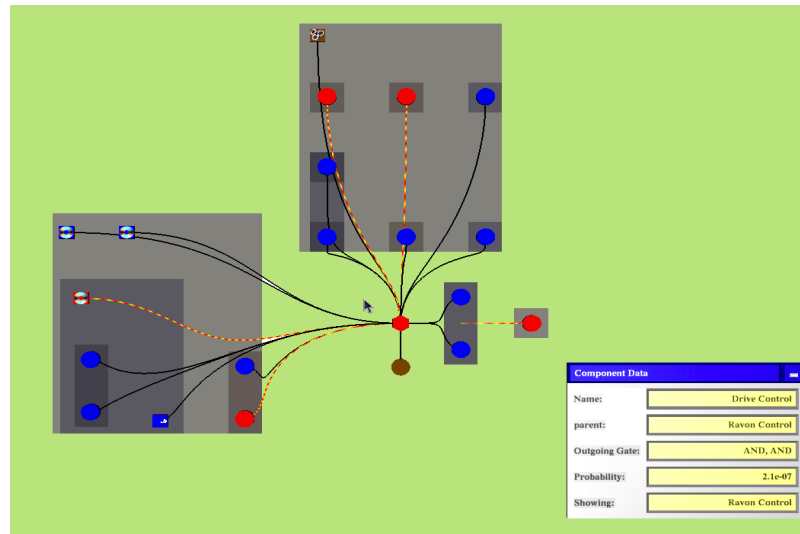 Component Data
Name: Drive Control
parent: Ravon Control
Outgoing Gate: AND, AND
Probability: 2.1e-07
Showing: Ravon Control